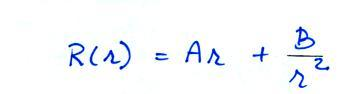 R(r) = Ar + B/r²